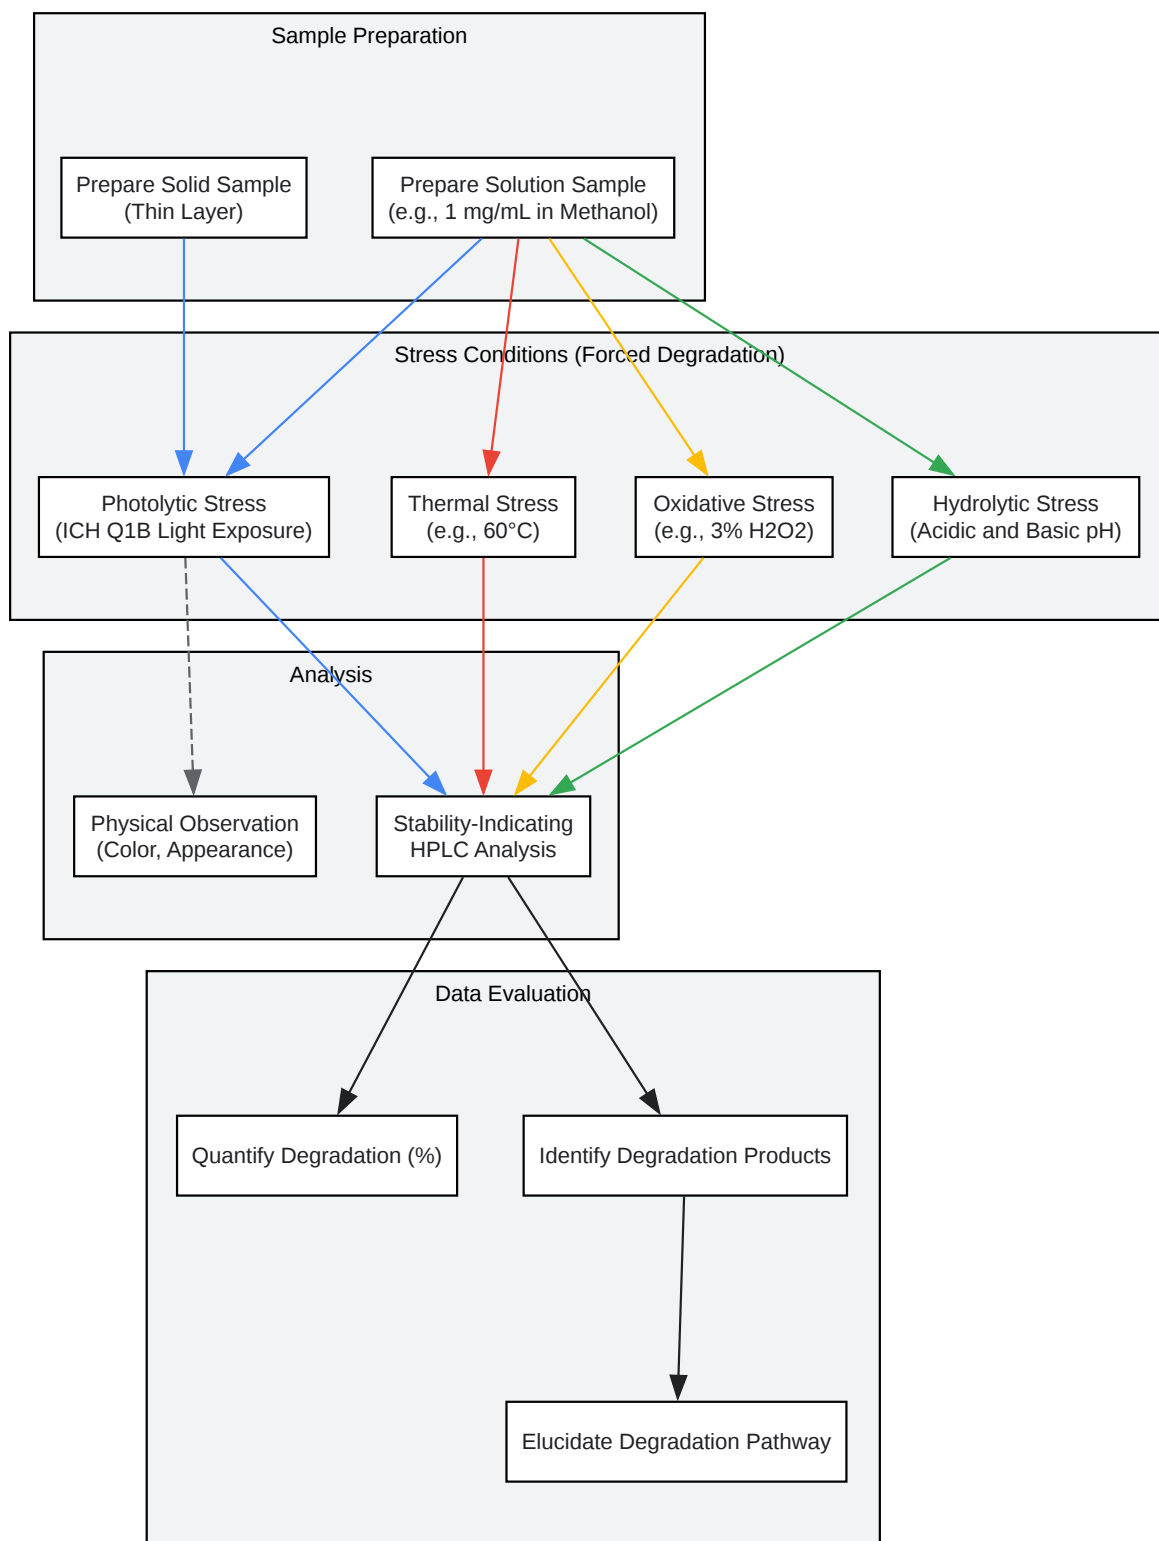 Sample Preparation
Prepare Solid Sample
(Thin Layer)
Prepare Solution Sample
(e.g., 1 mg/mL in Methanol)
Stress Conditions (Forced Degradation)
Photolytic Stress
(ICH Q1B Light Exposure)
Thermal Stress
(e.g., 60°C)
Oxidative Stress
(e.g., 3% H2O2)
Hydrolytic Stress
(Acidic and Basic pH)
Analysis
Physical Observation
(Color, Appearance)
Stability-Indicating
HPLC Analysis
Data Evaluation
Quantify Degradation (%)
Identify Degradation Products
Elucidate Degradation Pathway